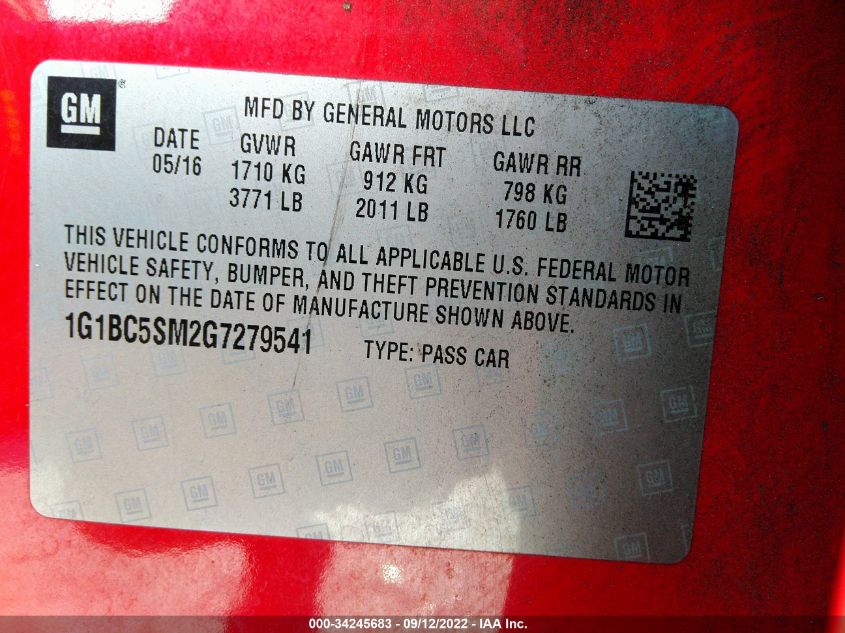 GM ®
MFD BY GENERAL MOTORS LLC
DATE GVWR GAWR FRT GAWR RR
05/16 1710 KG 912 KG 798 KG
3771 LB 2011 LB 1760 LB
THIS VEHICLE CONFORMS TO ALL APPLICABLE U.S. FEDERAL MOTOR
VEHICLE SAFETY, BUMPER, AND THEFT PREVENTION STANDARDS IN
EFFECT ON THE DATE OF MANUFACTURE SHOWN ABOVE.
1G1BC5SM2G7279541 TYPE: PASS CAR
000-34245683 - 09/12/2022 - IAA Inc.